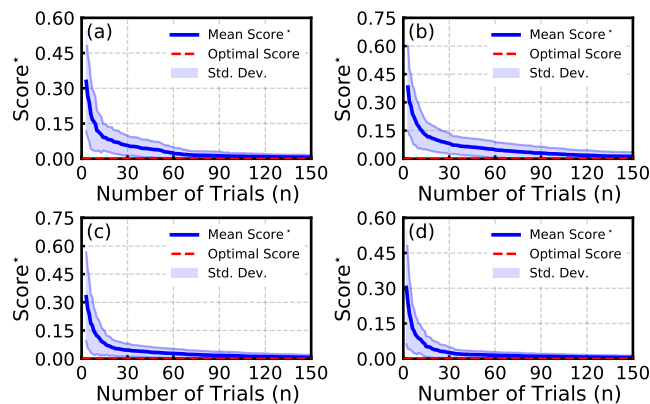 (a)
Score*
0.60
0.45
0.30
0.15
0.00
Mean Score*
Optimal Score
Std. Dev.
0 30 60 90 120 150
Number of Trials (n)
(b)
Score*
0.75
0.60
0.45
0.30
0.15
0.00
Mean Score*
Optimal Score
Std. Dev.
0 30 60 90 120 150
Number of Trials (n)
(c)
Score*
0.75
0.60
0.45
0.30
0.15
0.00
Mean Score*
Optimal Score
Std. Dev.
0 30 60 90 120 150
Number of Trials (n)
(d)
Score*
0.60
0.45
0.30
0.15
0.00
Mean Score*
Optimal Score
Std. Dev.
0 30 60 90 120 150
Number of Trials (n)